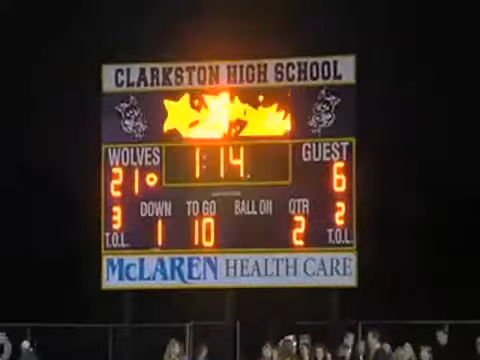 CLARKSTON HIGH SCHOOL
WOLVES 1:14 GUEST
21 6
DOWN TO GO BALL ON QTR
3 1 10 2 2
T.O.L. T.O.L.
McLAREN HEALTH CARE